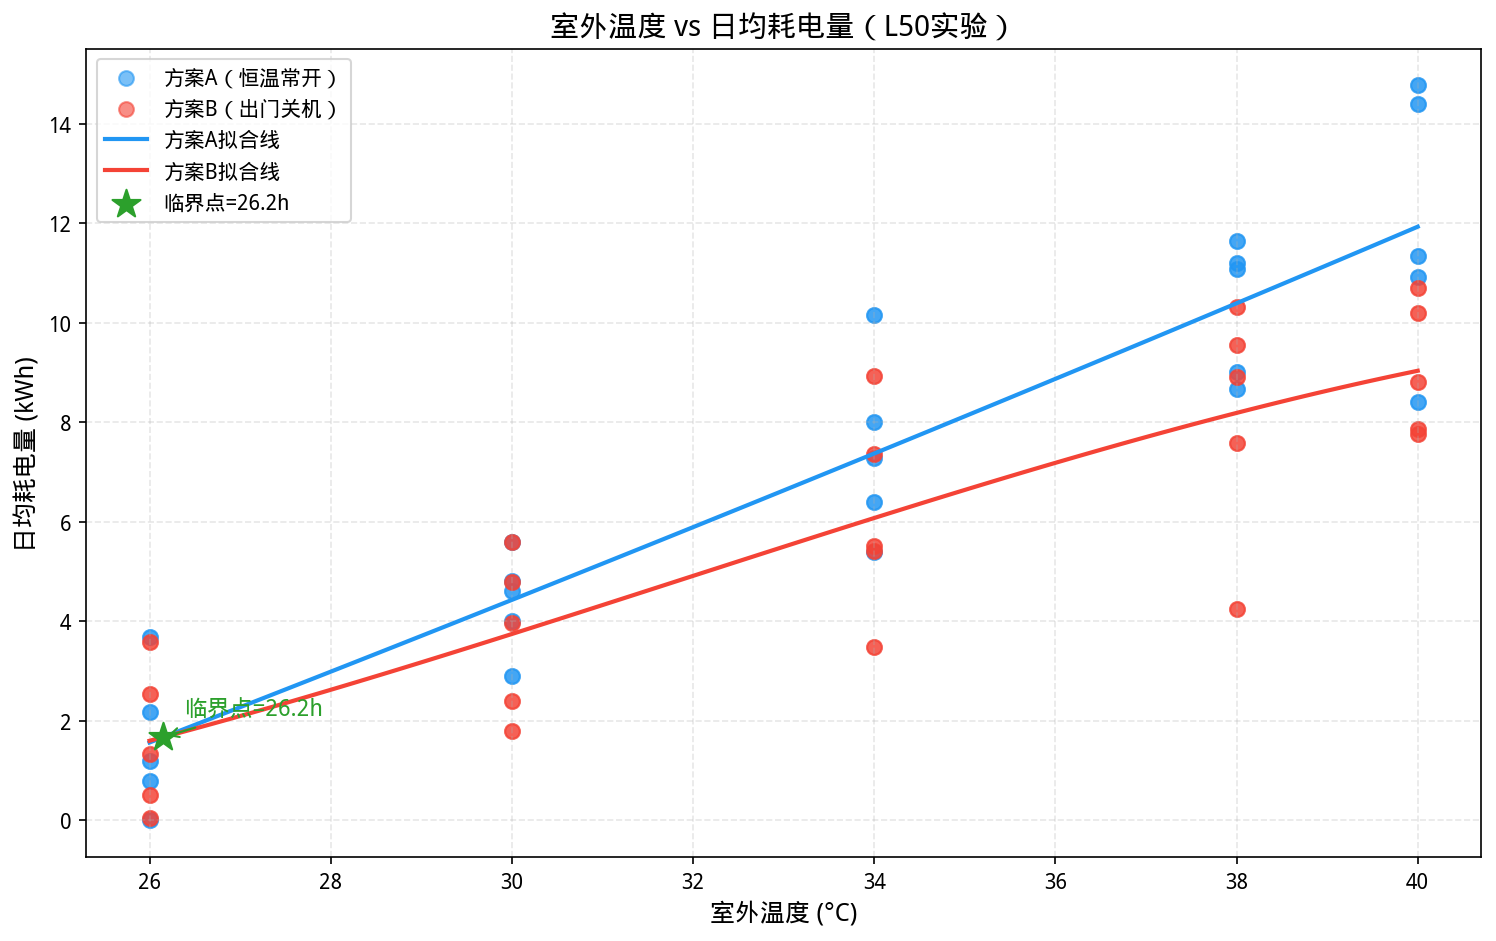 室外温度 vs 日均耗电量（L50实验）
方案A（恒温常开）
方案B（出门关机）
方案A拟合线
方案B拟合线
临界点=26.2h
日均耗电量 (kWh)
14
12
10
8
6
4
2
0
临界点=26.2h
26 28 30 32 34 36 38 40
室外温度 (°C)